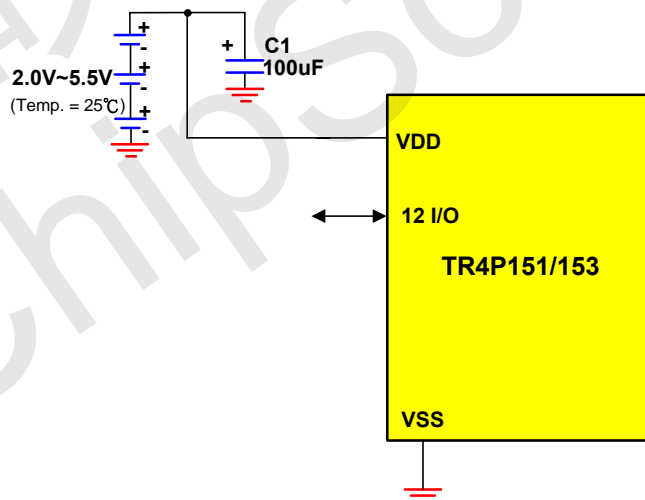 +
-
+
-
+
-
2.0V~5.5V
(Temp. = 25℃)
+
C1
100uF
VDD
12 I/O
TR4P151/153
VSS